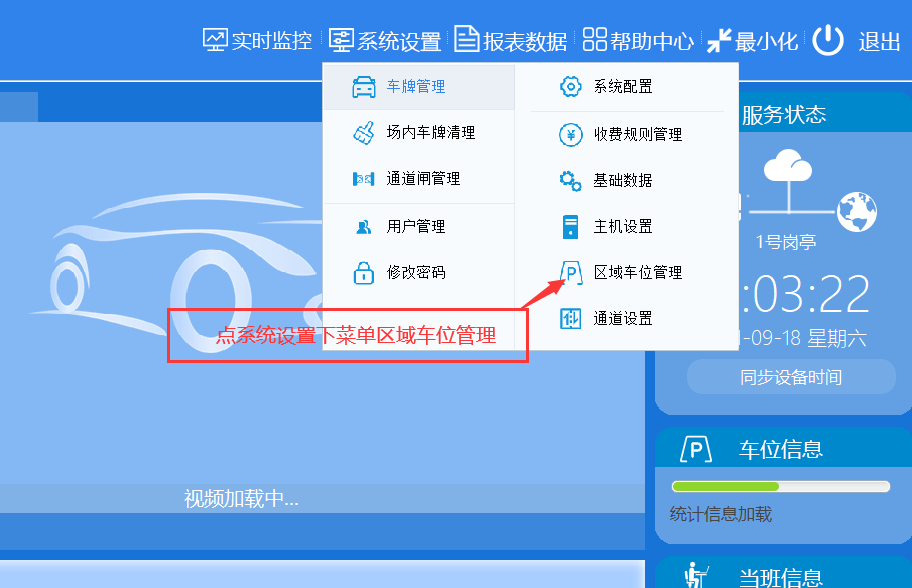 实时监控 系统设置 报表数据 帮助中心 最小化 退出
车牌管理 系统配置
场内车牌清理 收费规则管理
通道闸管理 基础数据
用户管理 主机设置
修改密码 P 区域车位管理
通道设置
点系统设置下菜单区域车位管理
服务状态
1号岗亭
:03:22
-09-18 星期六
同步设备时间
P 车位信息
统计信息加载
视频加载中...
当班信息